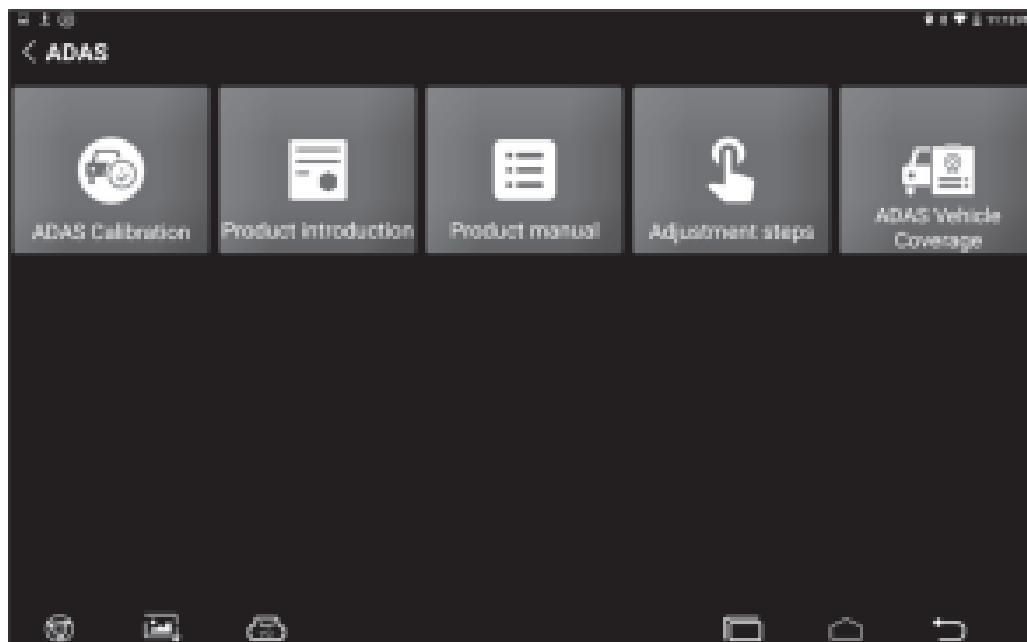 ADAS
ADAS Calibration
Product introduction
Product manual
Adjustment steps
ADAS Vehicle
Coverage